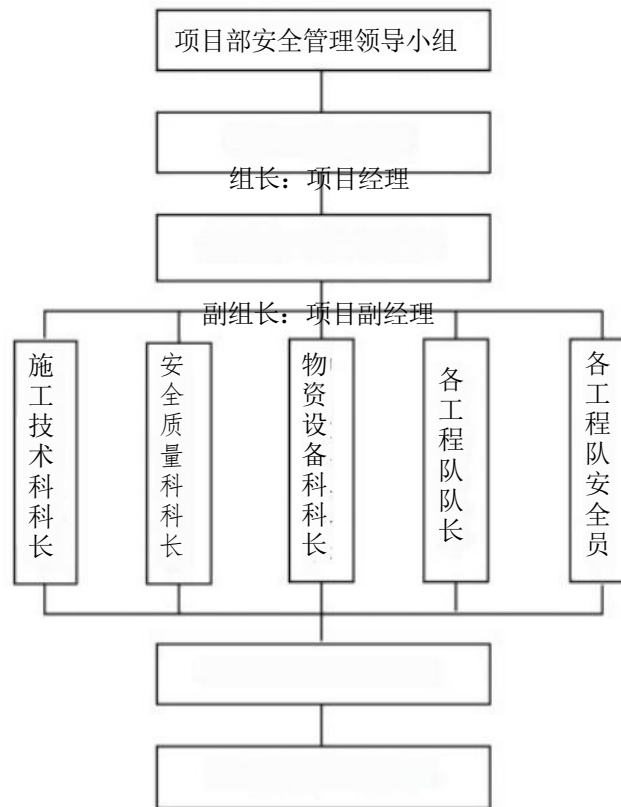 项目部安全管理领导小组
组长：项目经理
副组长：项目副经理
施工技术科科长
安全质量科科长
物资设备科科长
各工程队队长
各工程队安全员